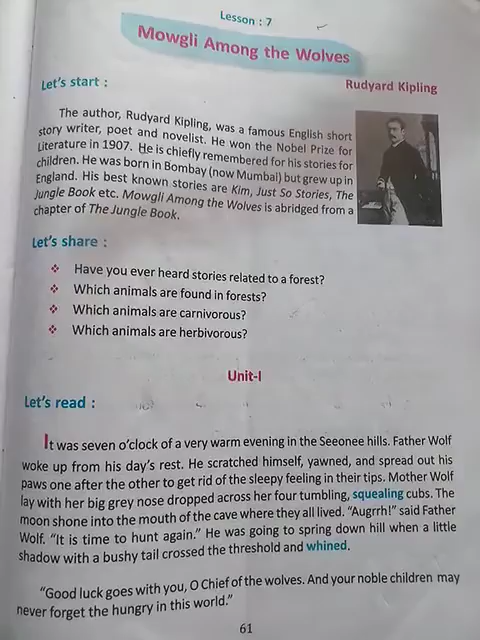 Lesson : 7
Mowgli Among the Wolves
Let's start :
Rudyard Kipling
The author, Rudyard Kipling, was a famous English short
story writer, poet and novelist. He won the Nobel Prize for
Literature in 1907. He is chiefly remembered for his stories for
children. He was born in Bombay (now Mumbai) but grew up in
England. His best known stories are Kim, Just So Stories, The
Jungle Book etc. Mowgli Among the Wolves is abridged from a
chapter of The Jungle Book.
Let's share :
❖ Have you ever heard stories related to a forest?
❖ Which animals are found in forests?
❖ Which animals are carnivorous?
❖ Which animals are herbivorous?
Unit-I
Let's read :
It was seven o'clock of a very warm evening in the Seeonee hills. Father Wolf
woke up from his day's rest. He scratched himself, yawned, and spread out his
paws one after the other to get rid of the sleepy feeling in their tips. Mother Wolf
lay with her big grey nose dropped across her four tumbling, squealing cubs. The
moon shone into the mouth of the cave where they all lived. "Augrrh!" said Father
Wolf. "It is time to hunt again." He was going to spring down hill when a little
shadow with a bushy tail crossed the threshold and whined.
"Good luck goes with you, O Chief of the wolves. And your noble children may
never forget the hungry in this world."
61